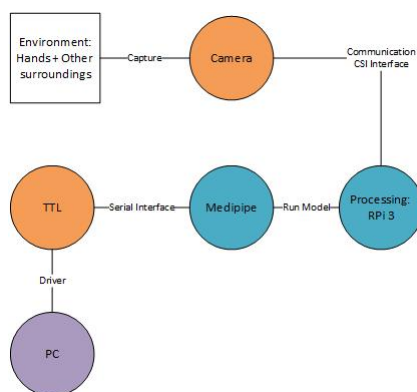 Environment:
Hands+ Other
surroundings
Capture
Camera
Communication
CSI Interface
TTL
Serial Interface
Medipipe
Run Model
Processing:
RPi 3
Driver
PC